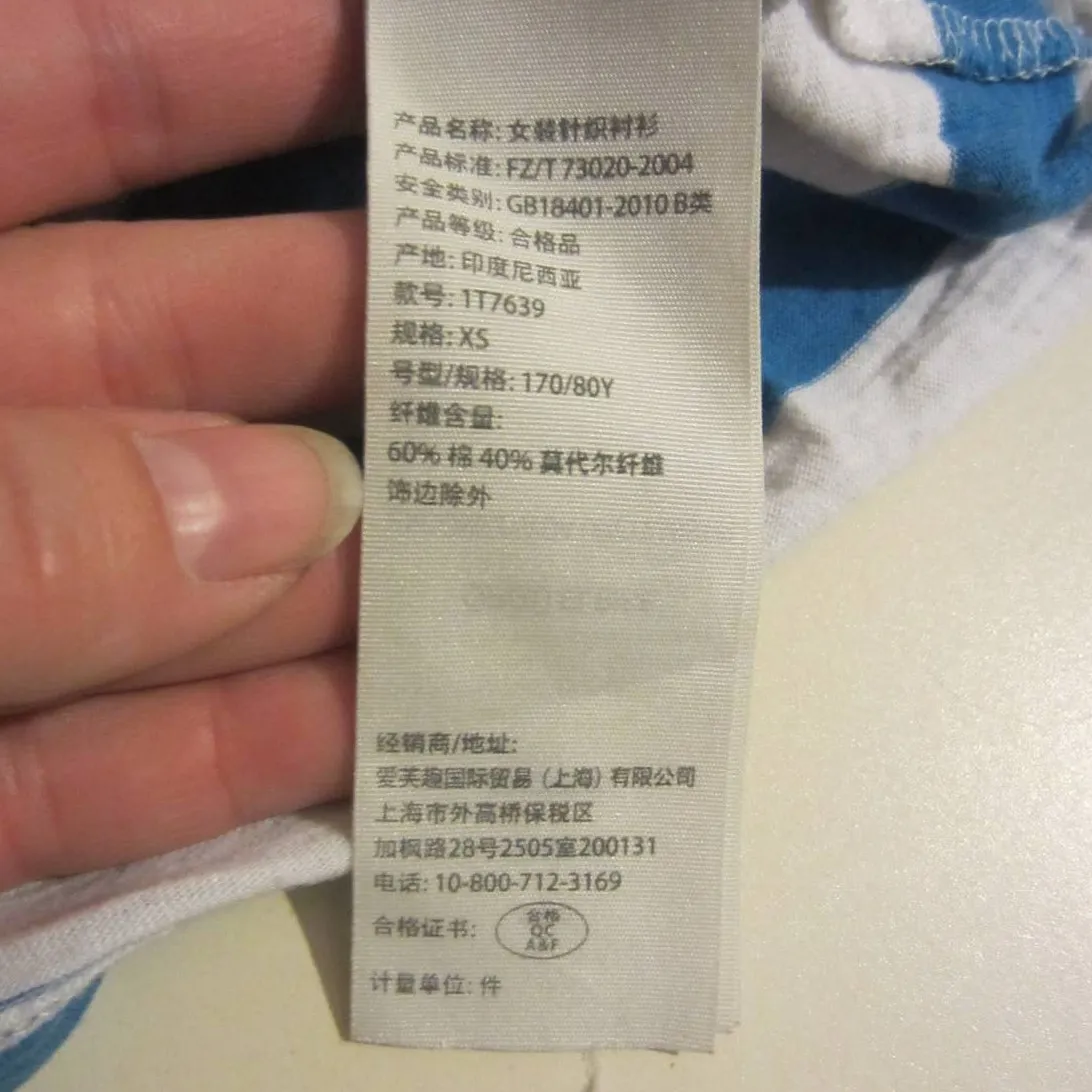 产品名称: 女装针织衬衫
产品标准: FZ/T 73020-2004
安全类别: GB18401-2010 B类
产品等级: 合格品
产地: 印度尼西亚
款号: 1T7639
规格: XS
号型/规格: 170/80Y
纤维含量:
60% 棉 40% 莫代尔纤维
饰边除外
经销商/地址:
爱芙趣国际贸易 (上海) 有限公司
上海市外高桥保税区
加枫路28号2505室200131
电话: 10-800-712-3169
合格证书:
合格
QC
A&F
计量单位: 件